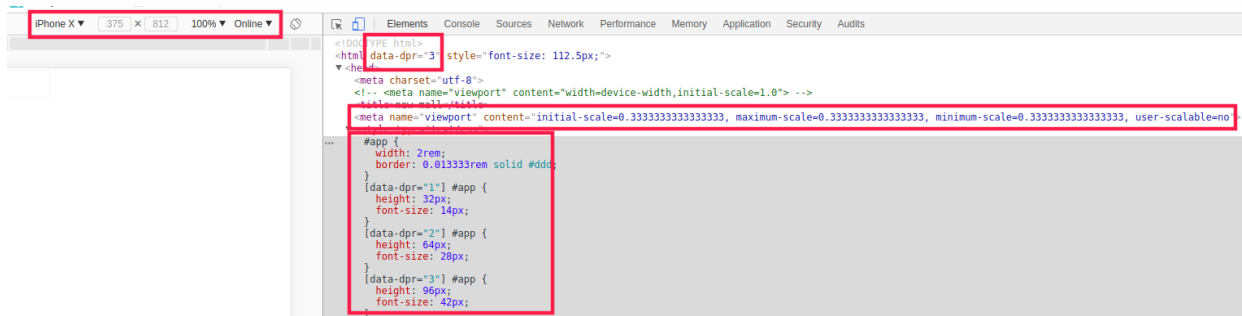 iPhone X ▼ 375 × 812 100% ▼ Online ▼
Elements Console Sources Network Performance Memory Application Security Audits
<!DOCTYPE html>
<html data-dpr="3" style="font-size: 112.5px;">
▼<head>
<meta charset="utf-8">
<!-- <meta name="viewport" content="width=device-width,initial-scale=1.0"> -->
<title>new-mall</title>
<meta name="viewport" content="initial-scale=0.3333333333333333, maximum-scale=0.3333333333333333, minimum-scale=0.3333333333333333, user-scalable=no">
…
#app {
width: 2rem;
border: 0.013333rem solid #ddd;
}
[data-dpr="1"] #app {
height: 32px;
font-size: 14px;
}
[data-dpr="2"] #app {
height: 64px;
font-size: 28px;
}
[data-dpr="3"] #app {
height: 96px;
font-size: 42px;
}